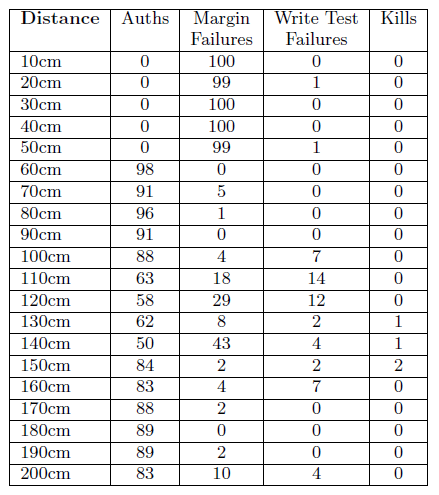 Distance Auths Margin Write Test Kills
Failures Failures
10cm 0 100 0 0
20cm 0 99 1 0
30cm 0 100 0 0
40cm 0 100 0 0
50cm 0 99 1 0
60cm 98 0 0 0
70cm 91 5 0 0
80cm 96 1 0 0
90cm 91 0 0 0
100cm 88 4 7 0
110cm 63 18 14 0
120cm 58 29 12 0
130cm 62 8 2 1
140cm 50 43 4 1
150cm 84 2 2 2
160cm 83 4 7 0
170cm 88 2 0 0
180cm 89 0 0 0
190cm 89 2 0 0
200cm 83 10 4 0